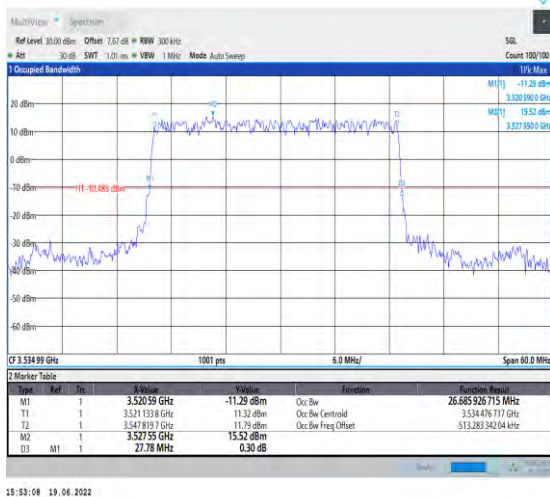 MultiView Spectrum
Ref Level 30.00 dBm Offset 7.67 dB RBW 300 kHz SGL
Att 30 dB SWT 1.01 ms VBW 1 MHz Mode Auto Sweep Count 100/100
1 Occupied Bandwidth 1Pk Max
M1[1] -11.29 dBm
3.520 590 0 GHz
M2[1] 15.52 dBm
3.527 550 0 GHz
20 dBm
M2
T1 T2
10 dBm
0 dBm
M1 D3
-10 dBm H1 -10.485 dBm
-20 dBm
-30 dBm
-40 dBm
-50 dBm
-60 dBm
CF 3.534 99 GHz 1001 pts 6.0 MHz/ Span 60.0 MHz
2 Marker Table
Type Ref Trc X-Value Y-Value Function Function Result
M1 1 3.520 59 GHz -11.29 dBm Occ Bw 26.685 926 715 MHz
T1 1 3.521 133 8 GHz 11.32 dBm Occ Bw Centroid 3.534 476 717 GHz
T2 1 3.547 819 7 GHz 11.79 dBm Occ Bw Freq Offset -513.283 342 04 kHz
M2 1 3.527 55 GHz 15.52 dBm
D3 M1 1 27.78 MHz 0.30 dB
15:53:08 19.06.2022